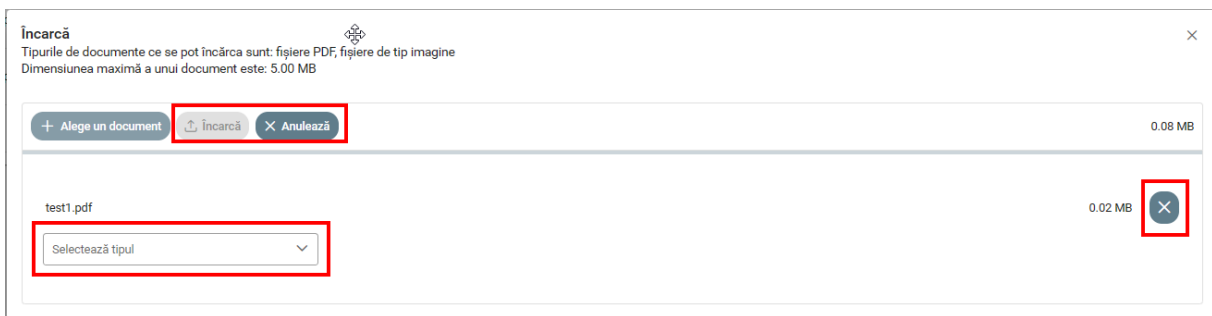 Încarcă
Tipurile de documente ce se pot încărca sunt: fișiere PDF, fișiere de tip imagine
Dimensiunea maximă a unui document este: 5.00 MB
Alege un document Încarcă Anulează 0.08 MB
test1.pdf 0.02 MB
Selectează tipul